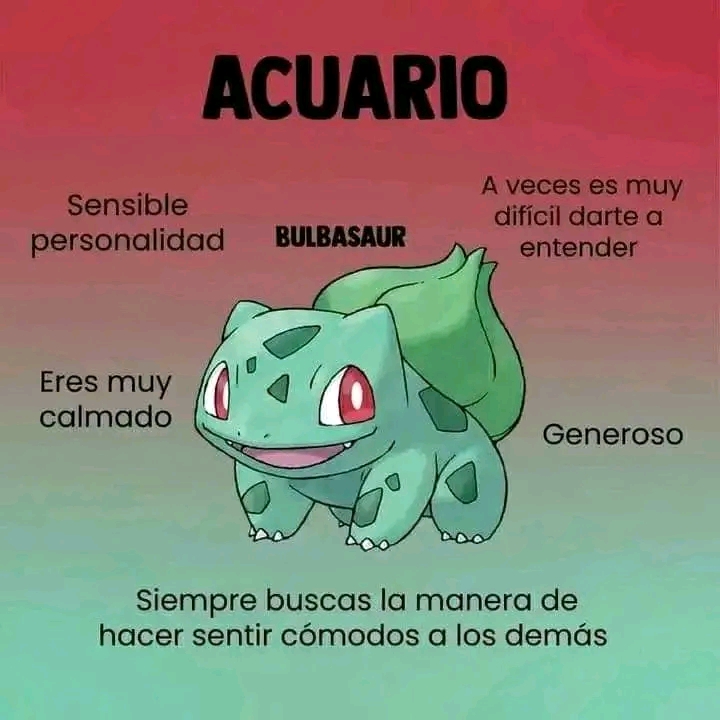 ACUARIO
Sensible
personalidad
BULBASAUR
A veces es muy
difícil darte a
entender
Eres muy
calmado
Generoso
Siempre buscas la manera de
hacer sentir cómodos a los demás